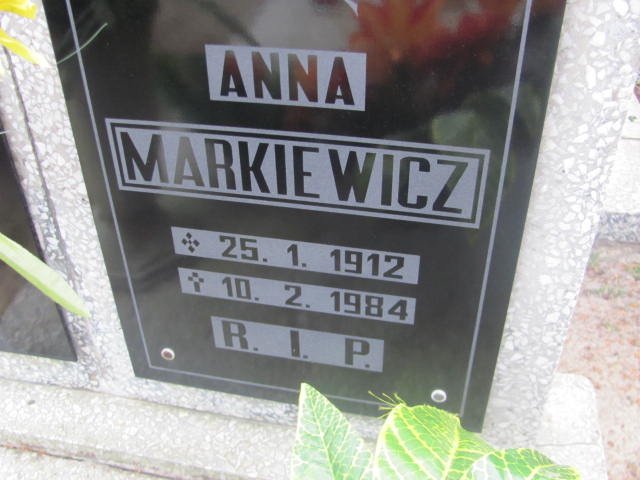 ANNA
MARKIEWICZ
✣ 25. 1. 1912
† 10. 2. 1984
R. I. P.